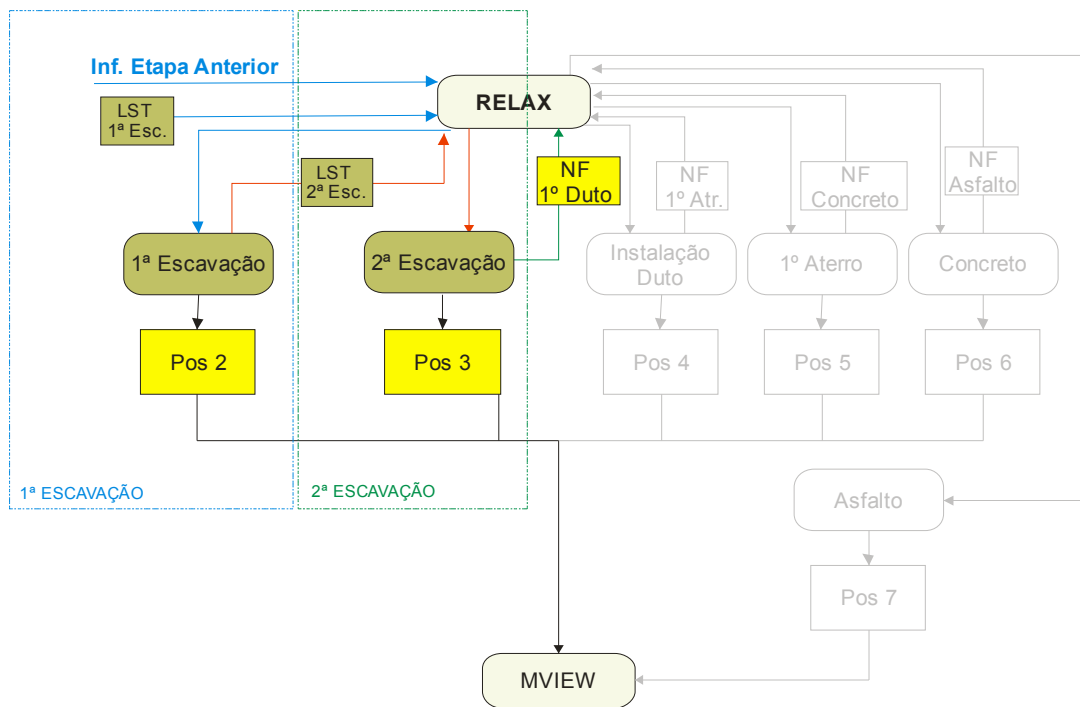 Inf. Etapa Anterior
RELAX
LST
1ª Esc.
LST
2ª Esc.
NF
1º Duto
NF
1º Atr.
NF
Concreto
NF
Asfalto
1ª Escavação
2ª Escavação
Instalação
Duto
1º Aterro
Concreto
Pos 2
Pos 3
Pos 4
Pos 5
Pos 6
1ª ESCAVAÇÃO
2ª ESCAVAÇÃO
Asfalto
Pos 7
MVIEW